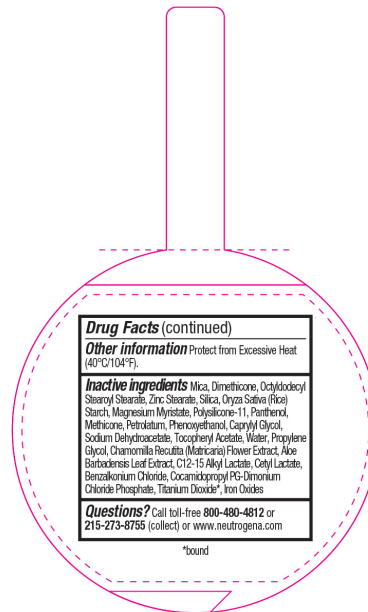 Drug Facts (continued)
Other information Protect from Excessive Heat
(40°C/104°F).
Inactive ingredients Mica, Dimethicone, Octyldodecyl
Stearoyl Stearate, Zinc Stearate, Silica, Oryza Sativa (Rice)
Starch, Magnesium Myristate, Polysilicone-11, Panthenol,
Methicone, Petrolatum, Phenoxyethanol, Caprylyl Glycol,
Sodium Dehydroacetate, Tocopheryl Acetate, Water, Propylene
Glycol, Chamomilla Recutita (Matricaria) Flower Extract, Aloe
Barbadensis Leaf Extract, C12-15 Alkyl Lactate, Cetyl Lactate,
Benzalkonium Chloride, Cocamidopropyl PG-Dimonium
Chloride Phosphate, Titanium Dioxide*, Iron Oxides
Questions? Call toll-free 800-480-4812 or
215-273-8755 (collect) or www.neutrogena.com
*bound